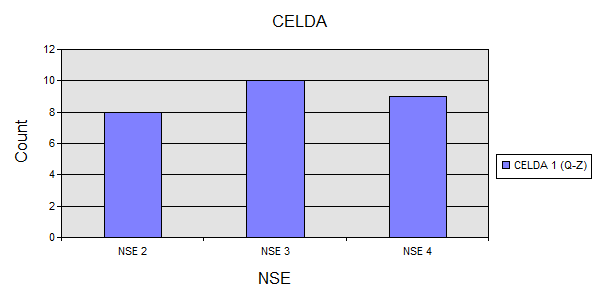 CELDA
12
10
8
6
4
2
0
Count
NSE 2
NSE 3
NSE 4
NSE
CELDA 1 (Q-Z)